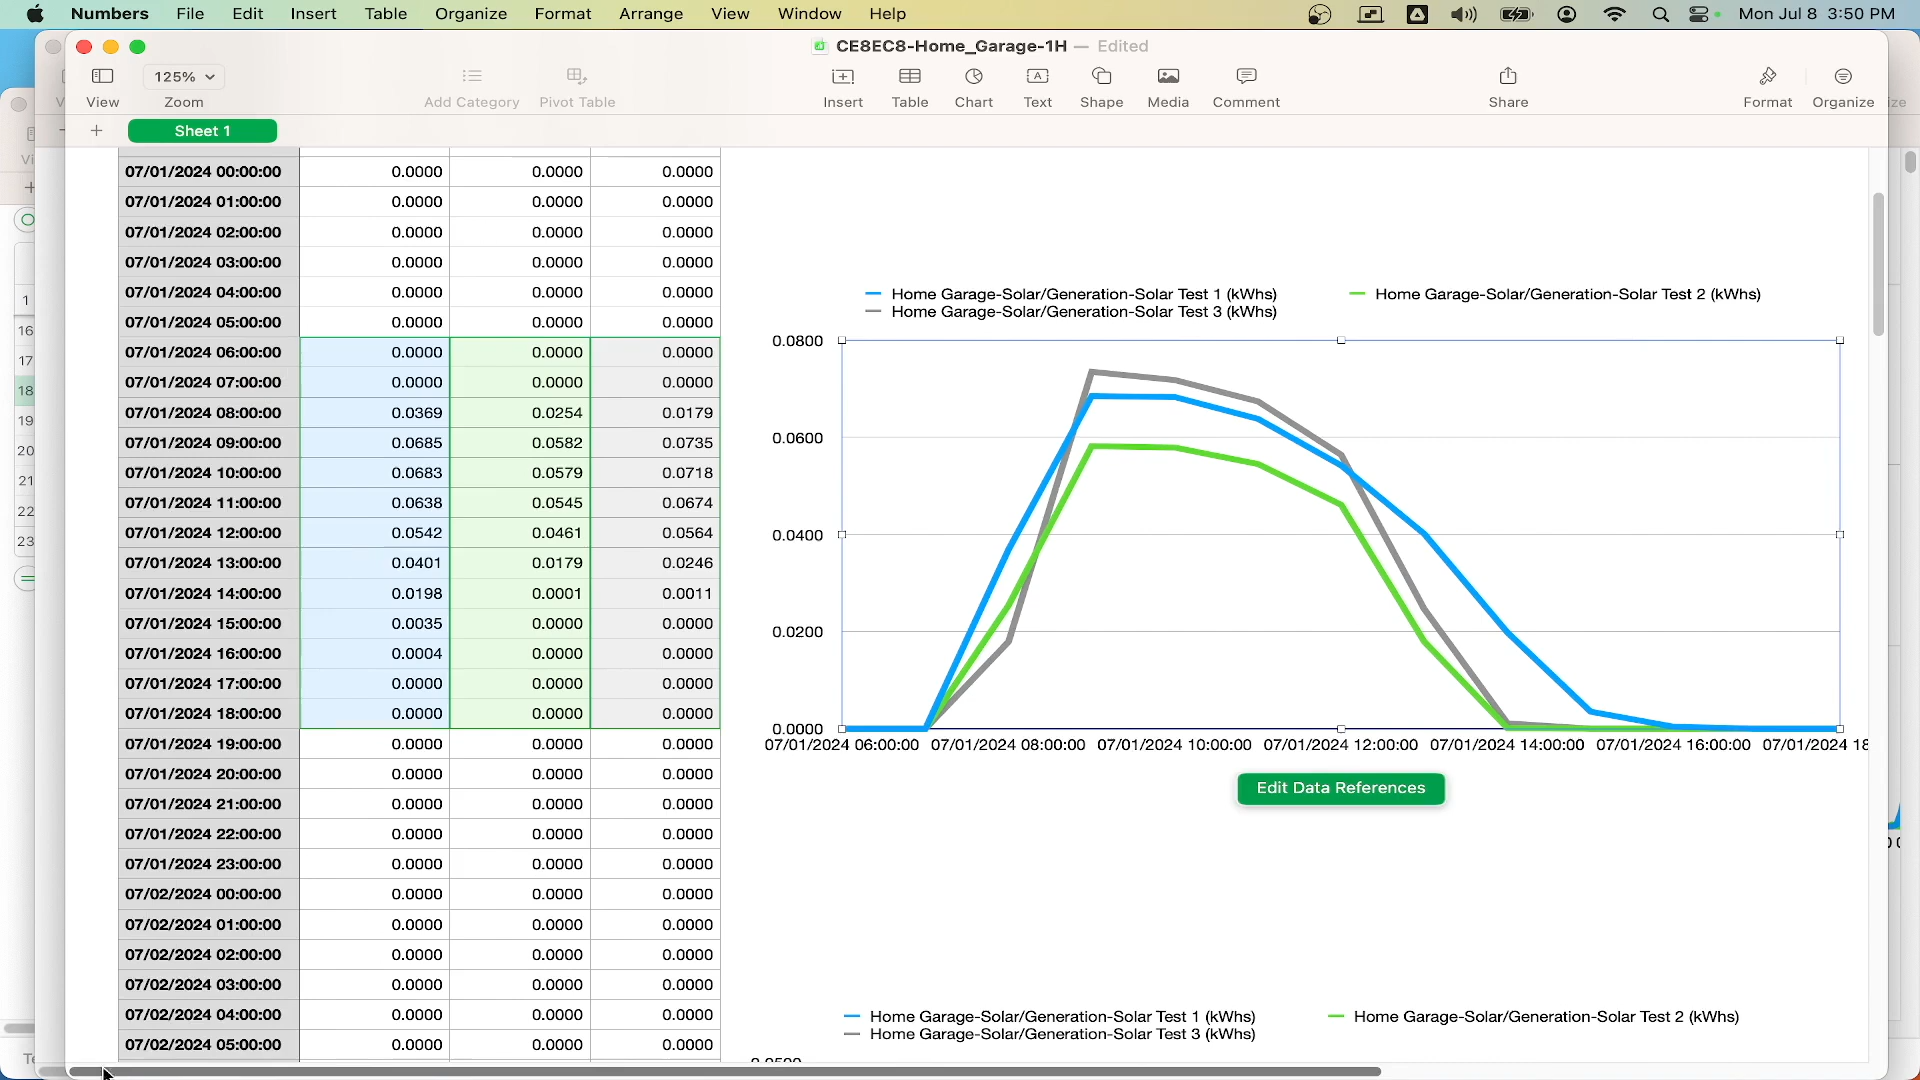 Numbers File Edit Insert Table Organize Format Arrange View Window Help Mon Jul 8 3:50 PM
CE8EC8-Home_Garage-1H — Edited
125%
View Zoom Add Category Pivot Table Insert Table Chart Text Shape Media Comment Share Format Organize
Sheet 1
07/01/2024 00:00:00 0.0000 0.0000 0.0000
07/01/2024 01:00:00 0.0000 0.0000 0.0000
07/01/2024 02:00:00 0.0000 0.0000 0.0000
07/01/2024 03:00:00 0.0000 0.0000 0.0000
07/01/2024 04:00:00 0.0000 0.0000 0.0000
07/01/2024 05:00:00 0.0000 0.0000 0.0000
07/01/2024 06:00:00 0.0000 0.0000 0.0000
07/01/2024 07:00:00 0.0000 0.0000 0.0000
07/01/2024 08:00:00 0.0369 0.0254 0.0179
07/01/2024 09:00:00 0.0685 0.0582 0.0735
07/01/2024 10:00:00 0.0683 0.0579 0.0718
07/01/2024 11:00:00 0.0638 0.0545 0.0674
07/01/2024 12:00:00 0.0542 0.0461 0.0564
07/01/2024 13:00:00 0.0401 0.0179 0.0246
07/01/2024 14:00:00 0.0198 0.0001 0.0011
07/01/2024 15:00:00 0.0035 0.0000 0.0000
07/01/2024 16:00:00 0.0004 0.0000 0.0000
07/01/2024 17:00:00 0.0000 0.0000 0.0000
07/01/2024 18:00:00 0.0000 0.0000 0.0000
07/01/2024 19:00:00 0.0000 0.0000 0.0000
07/01/2024 20:00:00 0.0000 0.0000 0.0000
07/01/2024 21:00:00 0.0000 0.0000 0.0000
07/01/2024 22:00:00 0.0000 0.0000 0.0000
07/01/2024 23:00:00 0.0000 0.0000 0.0000
07/02/2024 00:00:00 0.0000 0.0000 0.0000
07/02/2024 01:00:00 0.0000 0.0000 0.0000
07/02/2024 02:00:00 0.0000 0.0000 0.0000
07/02/2024 03:00:00 0.0000 0.0000 0.0000
07/02/2024 04:00:00 0.0000 0.0000 0.0000
07/02/2024 05:00:00 0.0000 0.0000 0.0000
Home Garage-Solar/Generation-Solar Test 1 (kWhs) Home Garage-Solar/Generation-Solar Test 2 (kWhs)
Home Garage-Solar/Generation-Solar Test 3 (kWhs)
0.0800
0.0600
0.0400
0.0200
0.0000
07/01/2024 06:00:00 07/01/2024 08:00:00 07/01/2024 10:00:00 07/01/2024 12:00:00 07/01/2024 14:00:00 07/01/2024 16:00:00 07/01/2024 18
Edit Data References
Home Garage-Solar/Generation-Solar Test 1 (kWhs) Home Garage-Solar/Generation-Solar Test 2 (kWhs)
Home Garage-Solar/Generation-Solar Test 3 (kWhs)
1
16
17
18
19
20
21
22
23